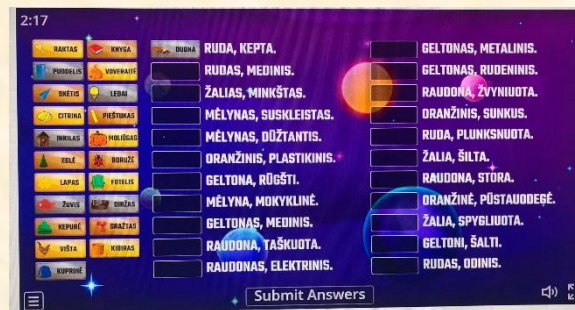 2:17
RAKTAS KNYGA DUONA RUDA, KEPTA. GELTONAS, METALINIS.
PUODELIS VOVERAITĖ RUDAS, MEDINIS. GELTONAS, RUDENINIS.
SKĖTIS LEDAI ŽALIAS, MINKŠTAS. RAUDONA, ŽVYNIUOTA.
CITRINA PIEŠTUKAS MĖLYNAS, SUSKLEISTAS. ORANŽINIS, SUNKUS.
INKILAS MOLIŪGAS MĖLYNAS, DŪŽTANTIS. RUDA, PLUNKSNUOTA.
EGLĖ BORUŽĖ ORANŽINIS, PLASTIKINIS. ŽALIA, ŠILTA.
LAPAS FOTELIS GELTONA, RŪGŠTI. RAUDONA, STORA.
ŽUVIS DIRŽAS MĖLYNA, MOKYKLINĖ. ORANŽINĖ, PŪSTAUODEGĖ.
KEPURĖ GRĄŽTAS GELTONAS, MEDINIS. ŽALIA, SPYGLIUOTA.
VIŠTA KIBIRAS RAUDONA, TAŠKUOTA. GELTONI, ŠALTI.
KUPRINĖ RAUDONAS, ELEKTRINIS. RUDAS, ODINIS.
Submit Answers